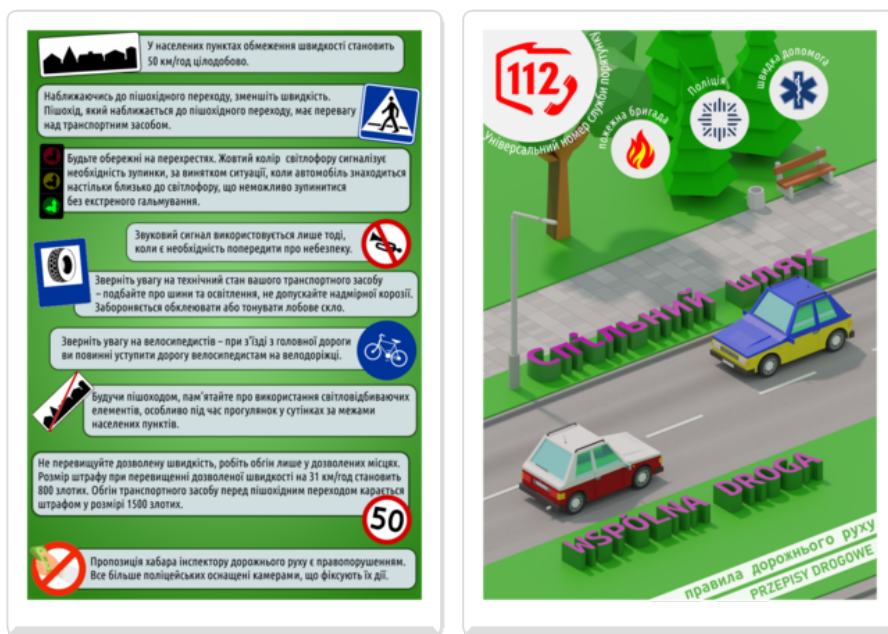 У населених пунктах обмеження швидкості становить
50 км/год цілодобово.
Наближаючись до пішохідного переходу, зменшіть швидкість.
Пішохід, який наближається до пішохідного переходу, має перевагу
над транспортним засобом.
Будьте обережні на перехрестях. Жовтий колір світлофору сигналізує
необхідність зупинки, за винятком ситуації, коли автомобіль знаходиться
настільки близько до світлофору, що неможливо зупинитися
без екстреного гальмування.
Звуковий сигнал використовується лише тоді,
коли є необхідність попередити про небезпеку.
Зверніть увагу на технічний стан вашого транспортного засобу
– подбайте про шини та освітлення, не допускайте надмірної корозії.
Забороняється обклеювати або тонувати лобове скло.
Зверніть увагу на велосипедистів – при з’їзді з головної дороги
ви повинні уступити дорогу велосипедистам на велодоріжці.
Будучи пішоходом, пам’ятайте про використання світловідбиваючих
елементів, особливо під час прогулянок у сутінках за межами
населених пунктів.
Не перевищуйте дозволену швидкість, робіть обгін лише у дозволених місцях.
Розмір штрафу при перевищенні дозволеної швидкості на 31 км/год становить
800 злотих. Обгін транспортного засобу перед пішохідним переходом карається
штрафом у розмірі 1500 злотих.
50
Пропозиція хабара інспектору дорожнього руху є правопорушенням.
Все більше поліцейських оснащені камерами, що фіксують їх дії.
112
Універсальний номер служби порятунку
пожежна бригада
Поліція
швидка допомога
СПІЛЬНИЙ ШЛЯХ
WSPÓLNA DROGA
правила дорожнього руху
PRZEPISY DROGOWE